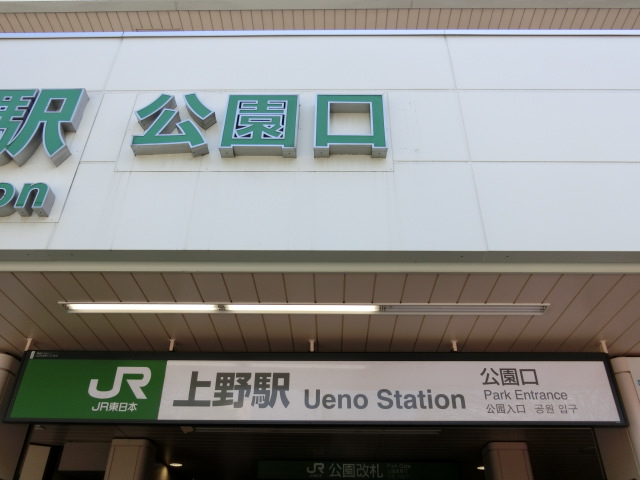 駅 公園口
on
JR
JR東日本
上野駅 Ueno Station
公園口
Park Entrance
公园入口 공원 입구
JR 公園改札